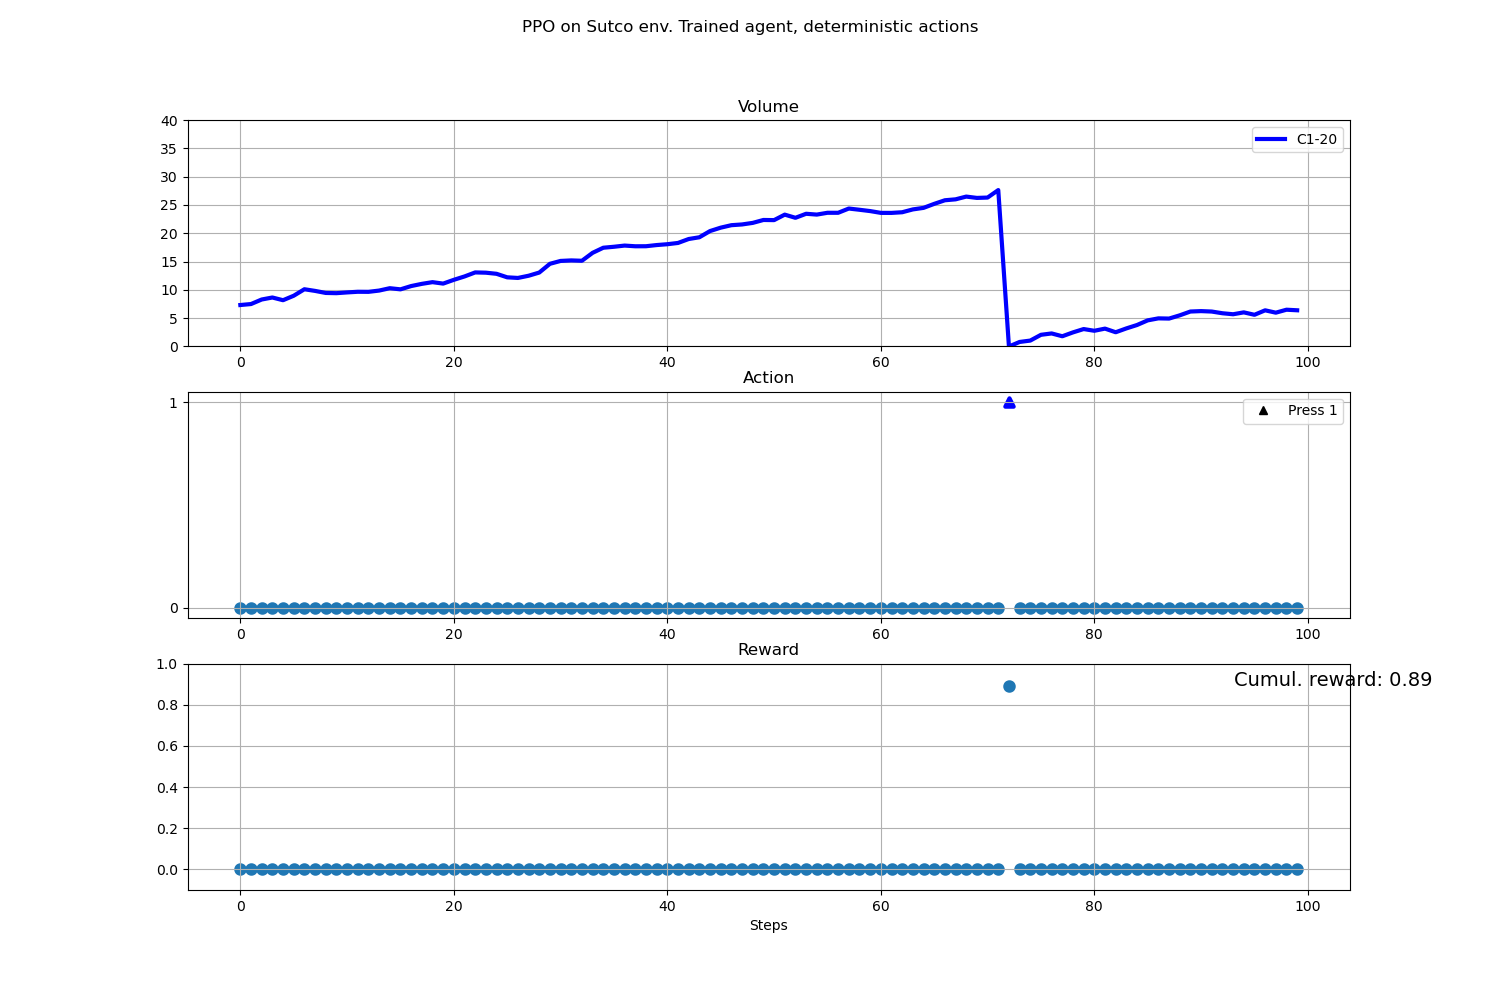 PPO on Sutco env. Trained agent, deterministic actions
Volume
40
35
30
25
20
15
10
5
0
C1-20
0 20 40 60 80 100
Action
1
0
Press 1
0 20 40 60 80 100
Reward
1.0
0.8
0.6
0.4
0.2
0.0
Cumul. reward: 0.89
0 20 40 60 80 100
Steps